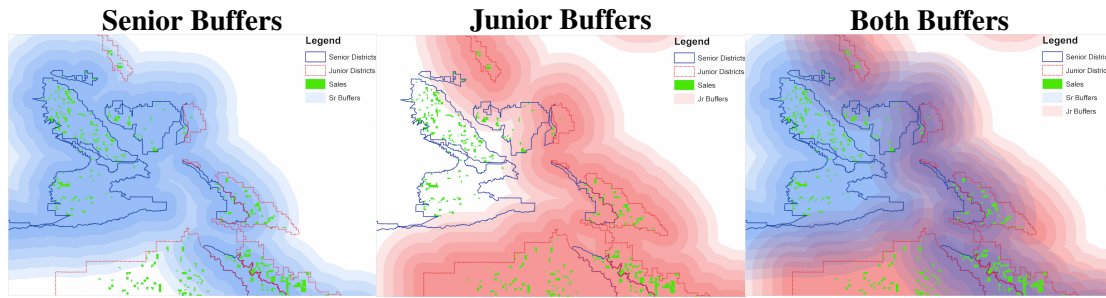 Senior Buffers
Legend
Senior Districts
Junior Districts
Sales
Sr Buffers
Junior Buffers
Legend
Senior Districts
Junior Districts
Sales
Jr Buffers
Both Buffers
Legend
Senior Districts
Junior Districts
Sales
Sr Buffers
Jr Buffers